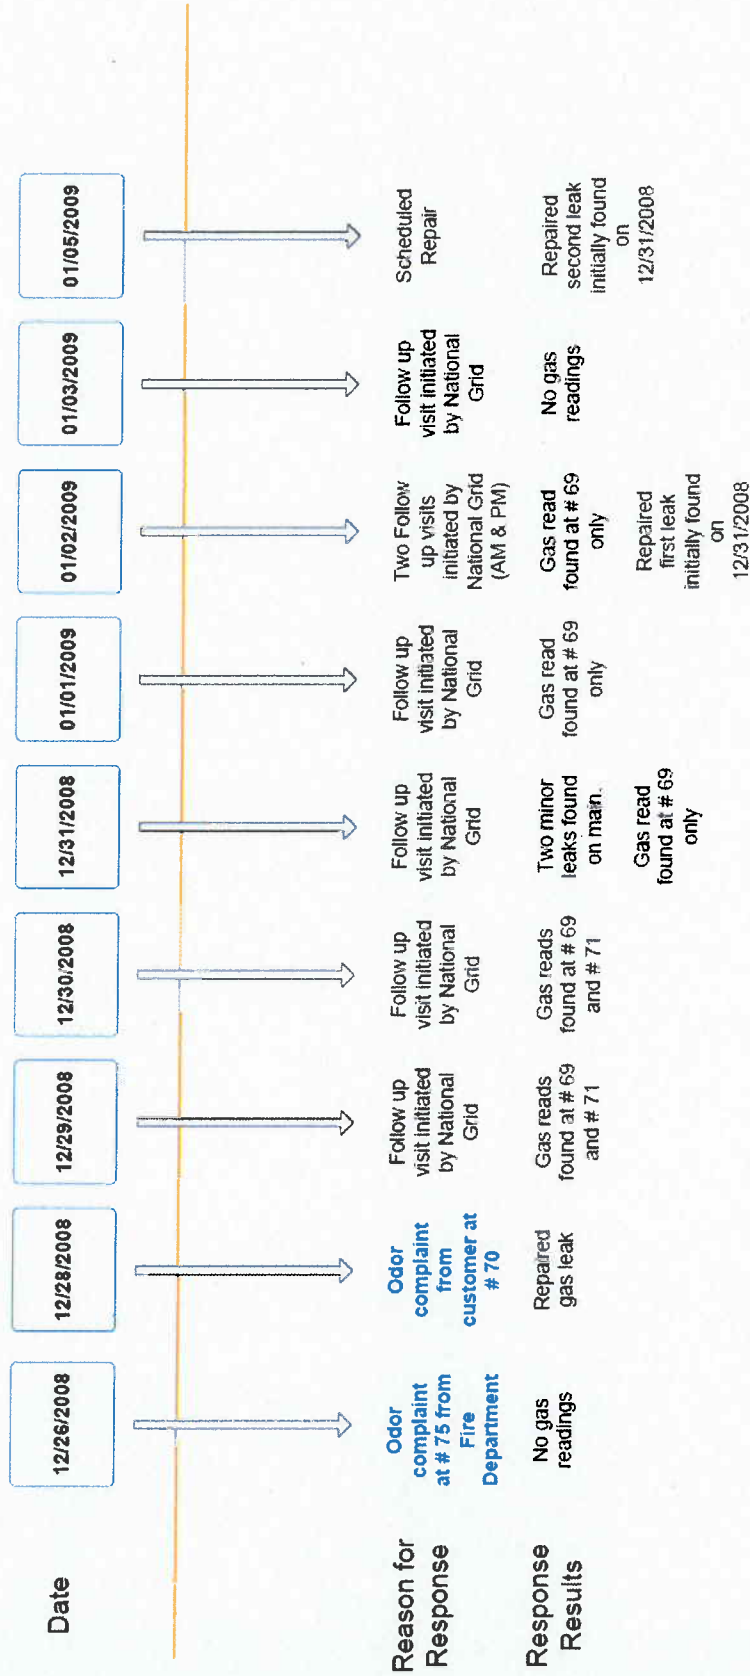 Date
12/26/2008
12/28/2008
12/29/2008
12/30/2008
12/31/2008
01/01/2009
01/02/2009
01/03/2009
01/05/2009
Reason for
Response
Odor
complaint
at # 75 from
Fire
Department
Odor
complaint
from
customer at
# 70
Follow up
visit initiated
by National
Grid
Follow up
visit initiated
by National
Grid
Follow up
visit initiated
by National
Grid
Follow up
visit initiated
by National
Grid
Two Follow
up visits
initiated by
National Grid
(AM & PM)
Follow up
visit initiated
by National
Grid
Scheduled
Repair
Response
Results
No gas
readings
Repaired
gas leak
Gas reads
found at # 69
and # 71
Gas reads
found at # 69
and # 71
Two minor
leaks found
on main.
Gas read
found at # 69
only
Gas read
found at # 69
only
Gas read
found at # 69
only
Repaired
first leak
initially found
on
12/31/2008
No gas
readings
Repaired
second leak
initially found
on
12/31/2008